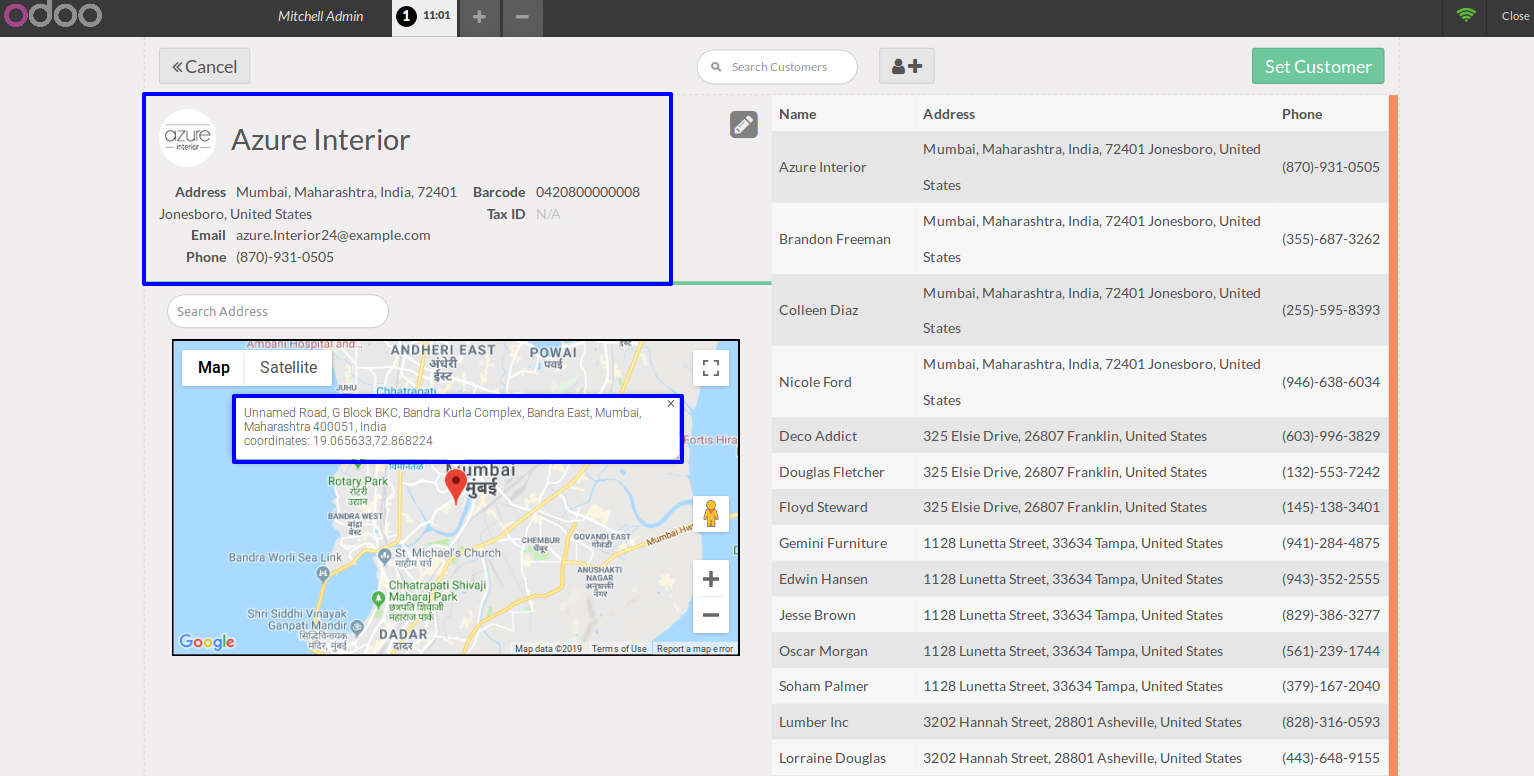 odoo
Mitchell Admin
1 11:01
Close
Cancel
Search Customers
Set Customer
azure
interior
Azure Interior
Address Mumbai, Maharashtra, India, 72401
Jonesboro, United States
Email azure.Interior24@example.com
Phone (870)-931-0505
Barcode 0420800000008
Tax ID N/A
Search Address
Map
Satellite
Ambani Hospital and...
ANDHERI EAST
अंधेरी
ईस्ट
POWAI
पवई
JUHU
Chhatrapati
Unnamed Road, G Block BKC, Bandra Kurla Complex, Bandra East, Mumbai,
Maharashtra 400051, India
coordinates: 19.065633,72.868224
Fortis Hira
विमानतळ
Mumbai
मुंबई
Rotary Park
रोटरी
उद्यान
BANDRA WEST
बांद्रा
वेस्ट
Mumbai Hwy
CHEMBUR
चेंबूर
GOVANDI EAST
गोवंडी
Bandra Worli Sea Link
St. Michael's Church
माहीम चर्च
ANUSHAKTI
NAGAR
अनुशक्ती
नगर
Chhatrapati Shivaji
Maharaj Park
छत्रपति शिवाजी
महाराज पार्क
Shri Siddhi Vinayak
Ganpati Mandir
सिद्धिविनायक
मंदिर, मुंबई
DADAR
दादर
Google
Map data ©2019 Terms of Use Report a map error
Name Address Phone
Azure Interior Mumbai, Maharashtra, India, 72401 Jonesboro, United States (870)-931-0505
Brandon Freeman Mumbai, Maharashtra, India, 72401 Jonesboro, United States (355)-687-3262
Colleen Diaz Mumbai, Maharashtra, India, 72401 Jonesboro, United States (255)-595-8393
Nicole Ford Mumbai, Maharashtra, India, 72401 Jonesboro, United States (946)-638-6034
Deco Addict 325 Elsie Drive, 26807 Franklin, United States (603)-996-3829
Douglas Fletcher 325 Elsie Drive, 26807 Franklin, United States (132)-553-7242
Floyd Steward 325 Elsie Drive, 26807 Franklin, United States (145)-138-3401
Gemini Furniture 1128 Lunetta Street, 33634 Tampa, United States (941)-284-4875
Edwin Hansen 1128 Lunetta Street, 33634 Tampa, United States (943)-352-2555
Jesse Brown 1128 Lunetta Street, 33634 Tampa, United States (829)-386-3277
Oscar Morgan 1128 Lunetta Street, 33634 Tampa, United States (561)-239-1744
Soham Palmer 1128 Lunetta Street, 33634 Tampa, United States (379)-167-2040
Lumber Inc 3202 Hannah Street, 28801 Asheville, United States (828)-316-0593
Lorraine Douglas 3202 Hannah Street, 28801 Asheville, United States (443)-648-9155